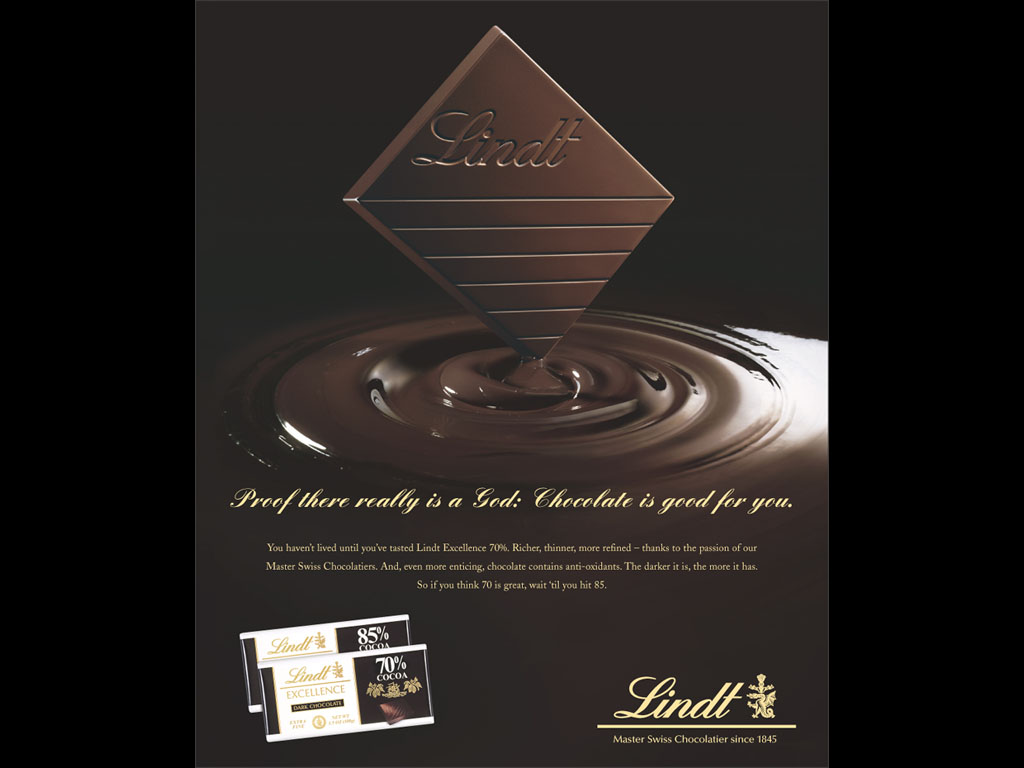 Lindt
Proof there really is a God: Chocolate is good for you.
You haven't lived until you've tasted Lindt Excellence 70%. Richer, thinner, more refined – thanks to the passion of our
Master Swiss Chocolatiers. And, even more enticing, chocolate contains anti-oxidants. The darker it is, the more it has.
So if you think 70 is great, wait 'til you hit 85.
Lindt
85%
COCOA
Lindt
EXCELLENCE
DARK CHOCOLATE
EXTRA
FINE
NET WT
70%
COCOA
Lindt
Master Swiss Chocolatier since 1845